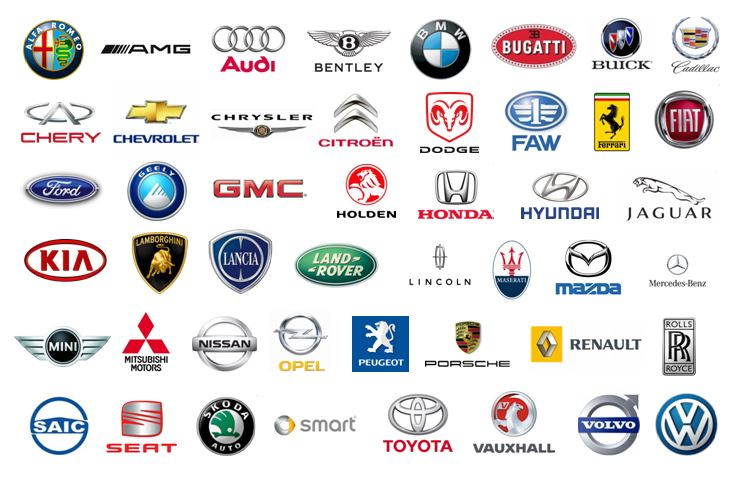 ALFA-ROMEO
AMG
Audi
B
BENTLEY
BMW
EB
BUGATTI
BUICK
Cadillac
CHERY
CHEVROLET
CHRYSLER
CITROËN
DODGE
FAW
Ferrari
FIAT
Ford
GEELY
GMC
HOLDEN
HONDA
HYUNDAI
JAGUAR
KIA
LAMBORGHINI
LANCIA
LAND-
-ROVER
LINCOLN
MASERATI
mazda
Mercedes-Benz
MINI
MITSUBISHI
MOTORS
NISSAN
OPEL
PEUGEOT
PORSCHE
RENAULT
ROLLS
RR
ROYCE
SAIC
SEAT
SKODA
AUTO
smart
TOYOTA
VAUXHALL
VOLVO
VW